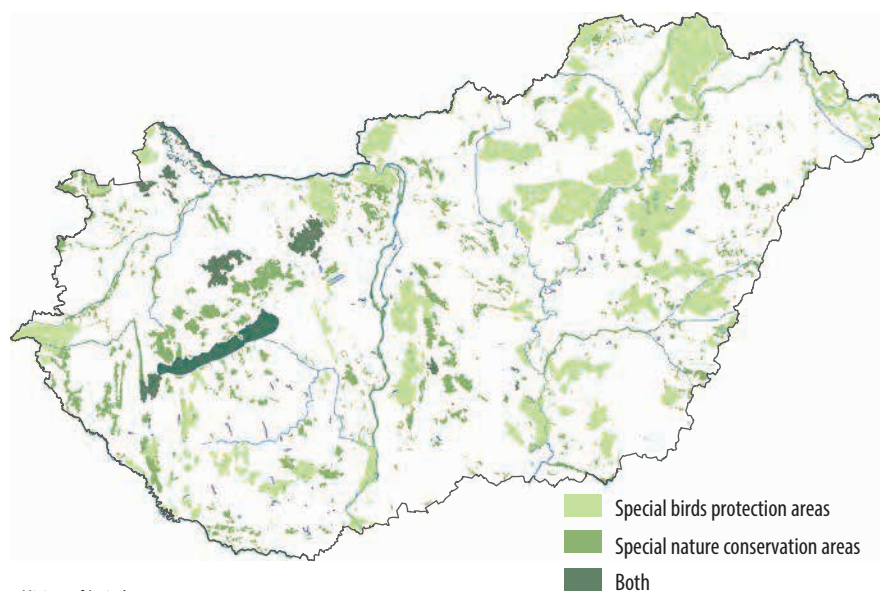 Special birds protection areas
Special nature conservation areas
Both